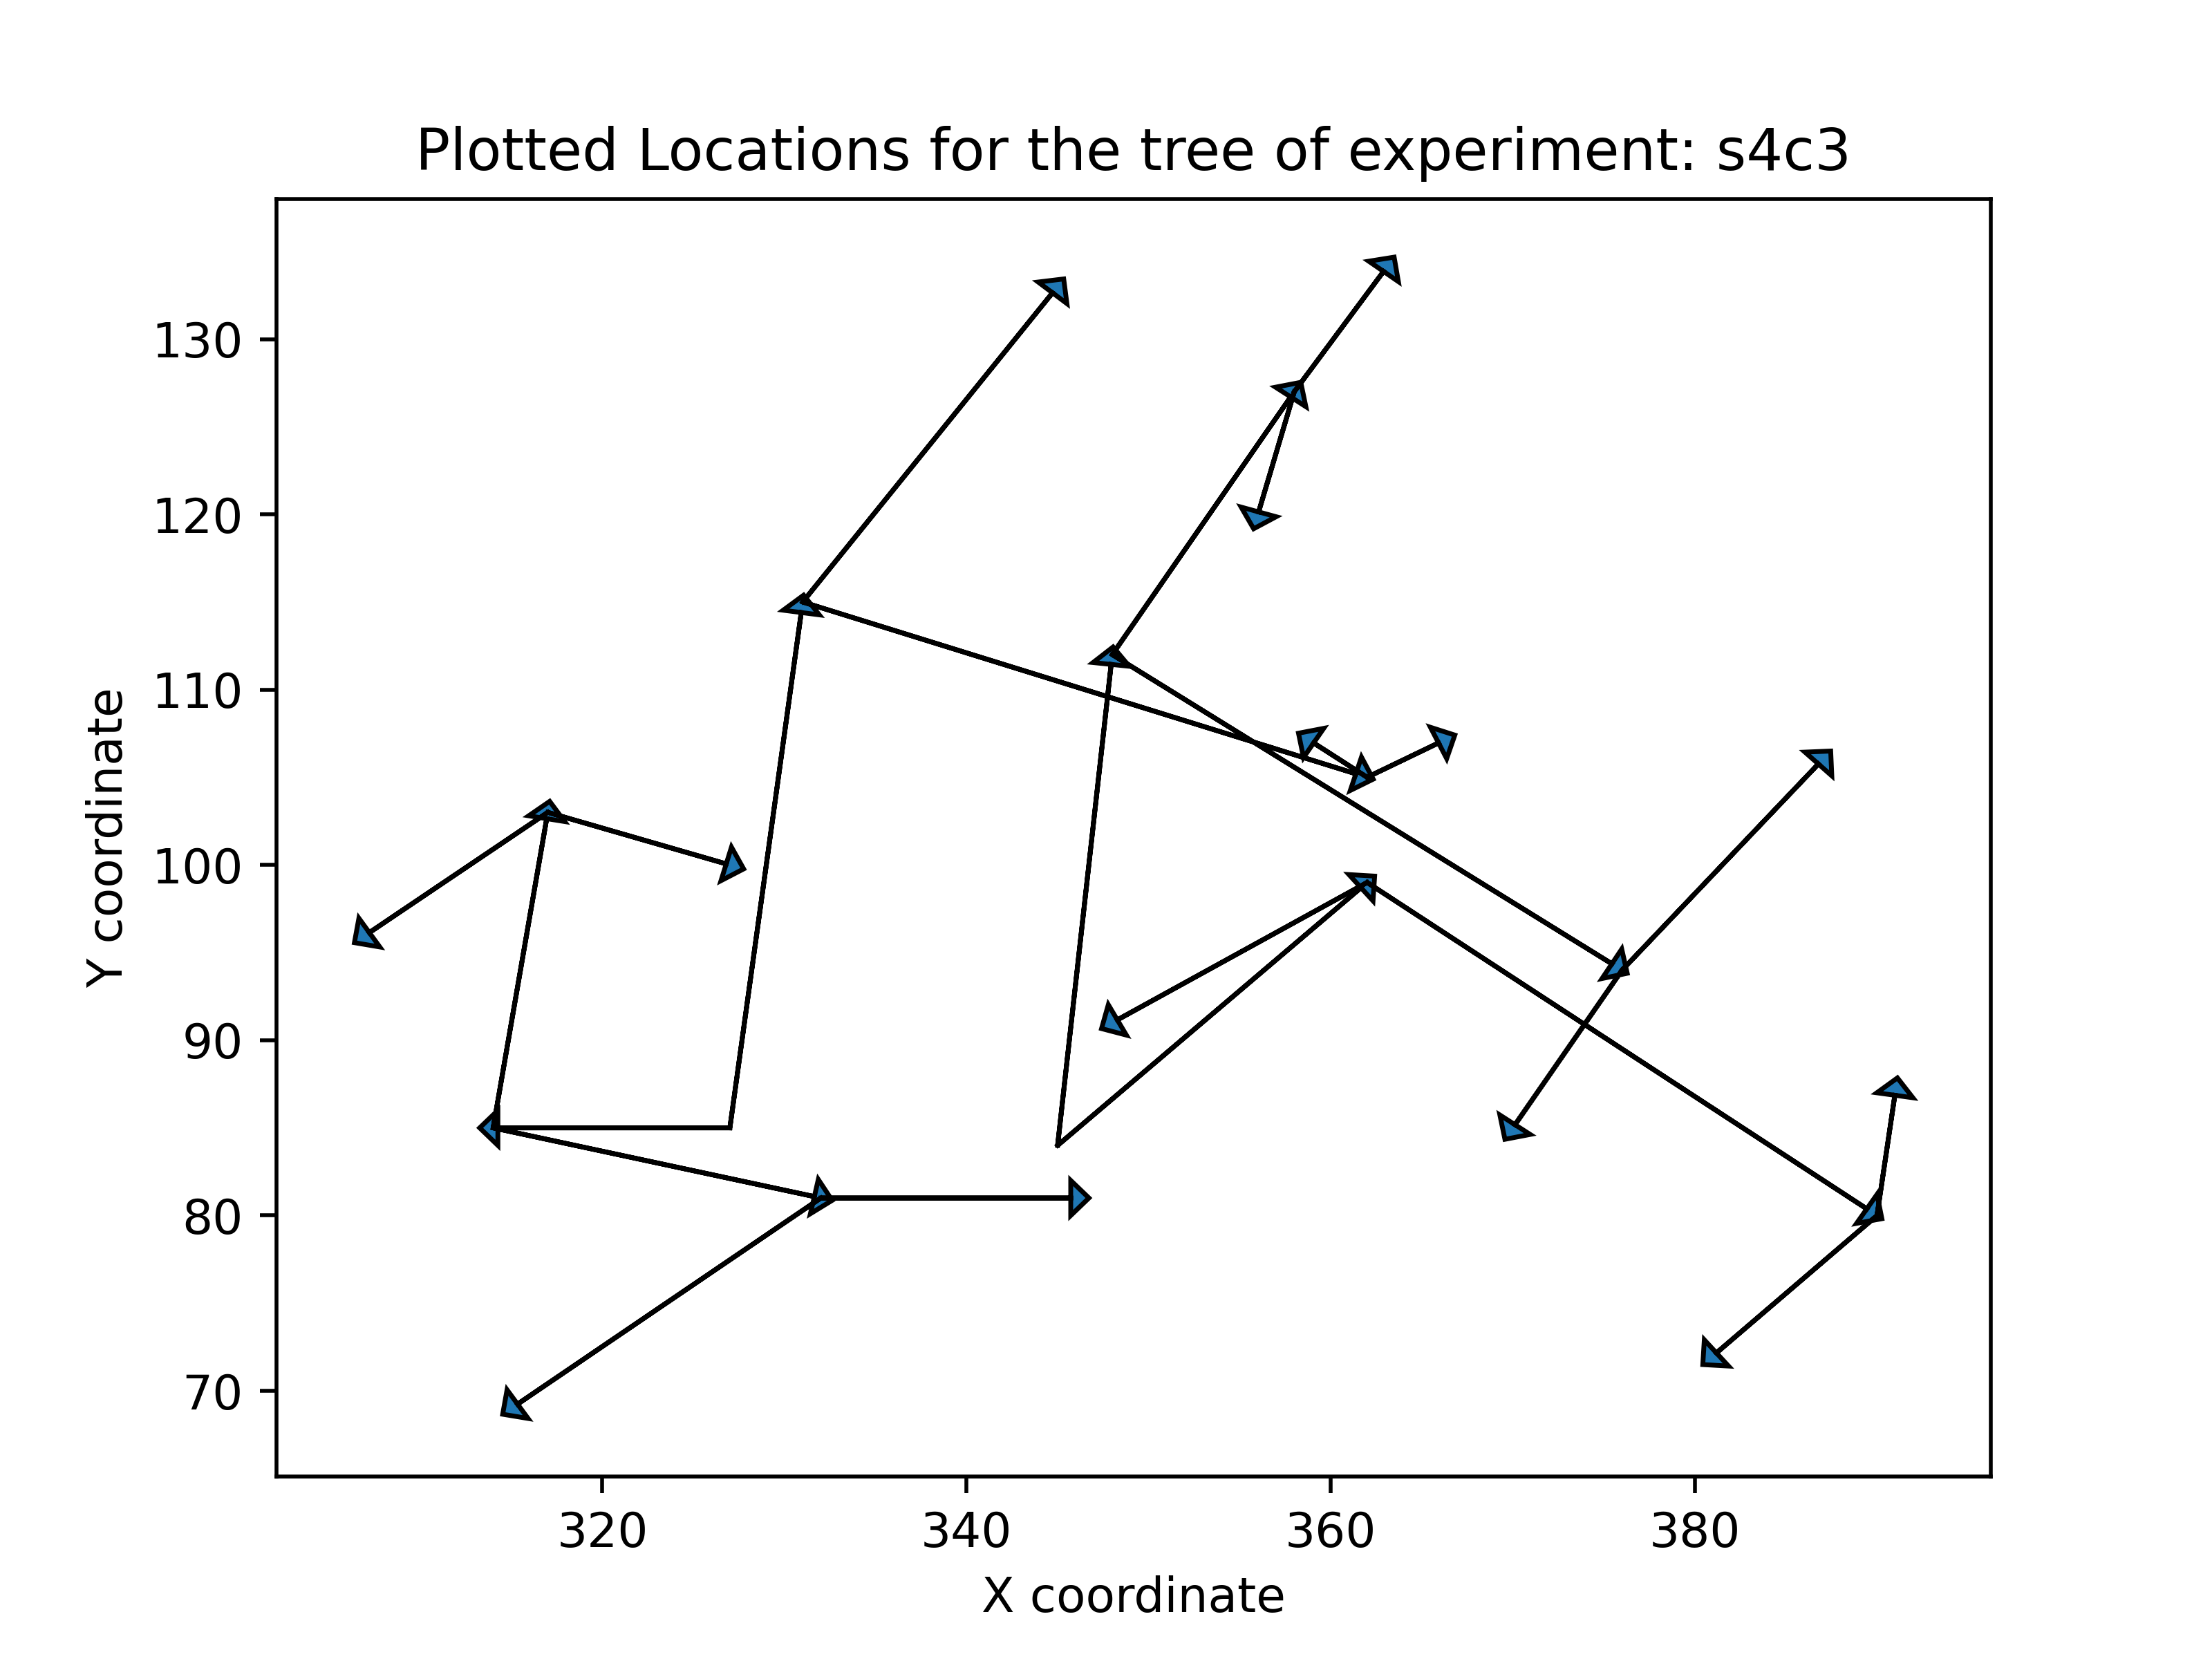 Plotted Locations for the tree of experiment: s4c3
Y coordinate
130
120
110
100
90
80
70
320 340 360 380
X coordinate